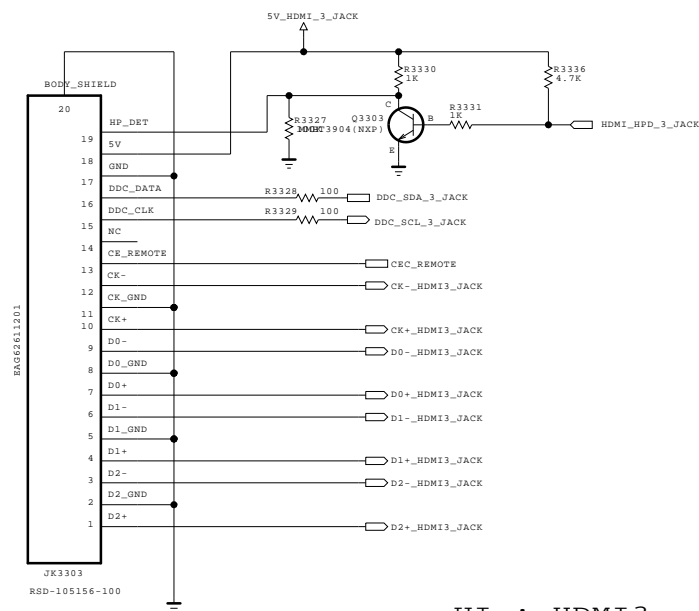 5V_HDMI_3_JACK
BODY_SHIELD
20
R3330
1K
R3336
4.7K
C
Q3303
MMBT3904(NXP)
B
E
R3331
1K
HDMI_HPD_3_JACK
R3327
HP_DET
19
5V
18
GND
17
DDC_DATA
R3328
100
DDC_SDA_3_JACK
16
DDC_CLK
R3329
100
DDC_SCL_3_JACK
15
NC
14
CE_REMOTE
CEC_REMOTE
13
CK-
CK-_HDMI3_JACK
12
CK_GND
11
CK+
10
CK+_HDMI3_JACK
D0-
9
D0-_HDMI3_JACK
D0_GND
8
D0+
7
D0+_HDMI3_JACK
D1-
6
D1-_HDMI3_JACK
D1_GND
5
D1+
4
D1+_HDMI3_JACK
D2-
3
D2-_HDMI3_JACK
D2_GND
2
D2+
1
D2+_HDMI3_JACK
EAG62611201
JK3303
RSD-105156-100